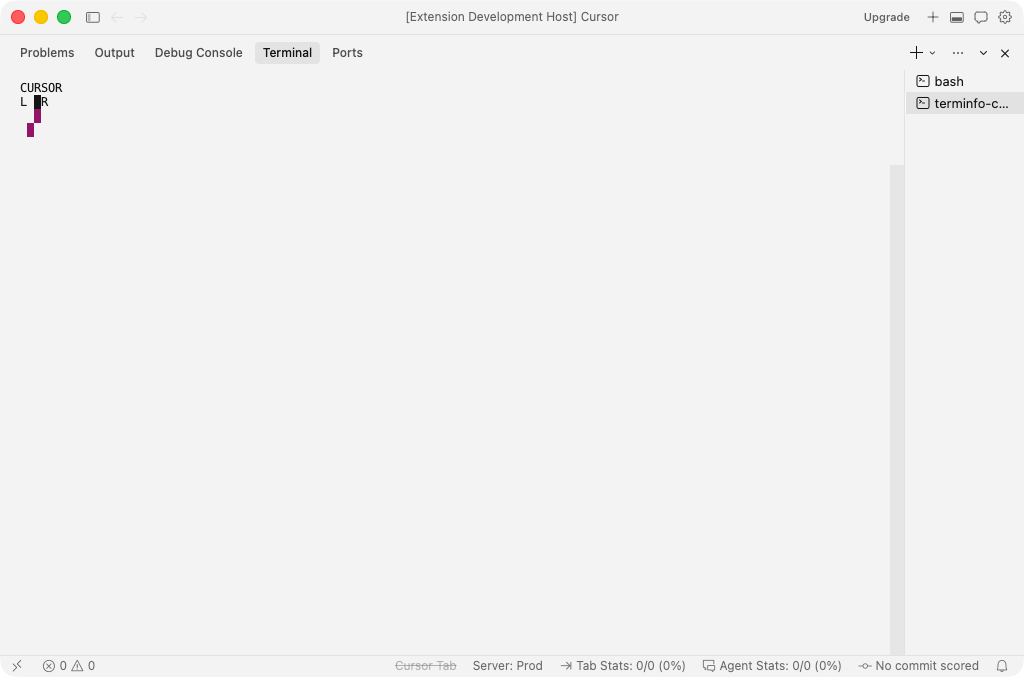 [Extension Development Host] Cursor
Upgrade
Problems Output Debug Console Terminal Ports
CURSOR
L R
bash
terminfo-c...
0 0 Cursor Tab Server: Prod Tab Stats: 0/0 (0%) Agent Stats: 0/0 (0%) No commit scored